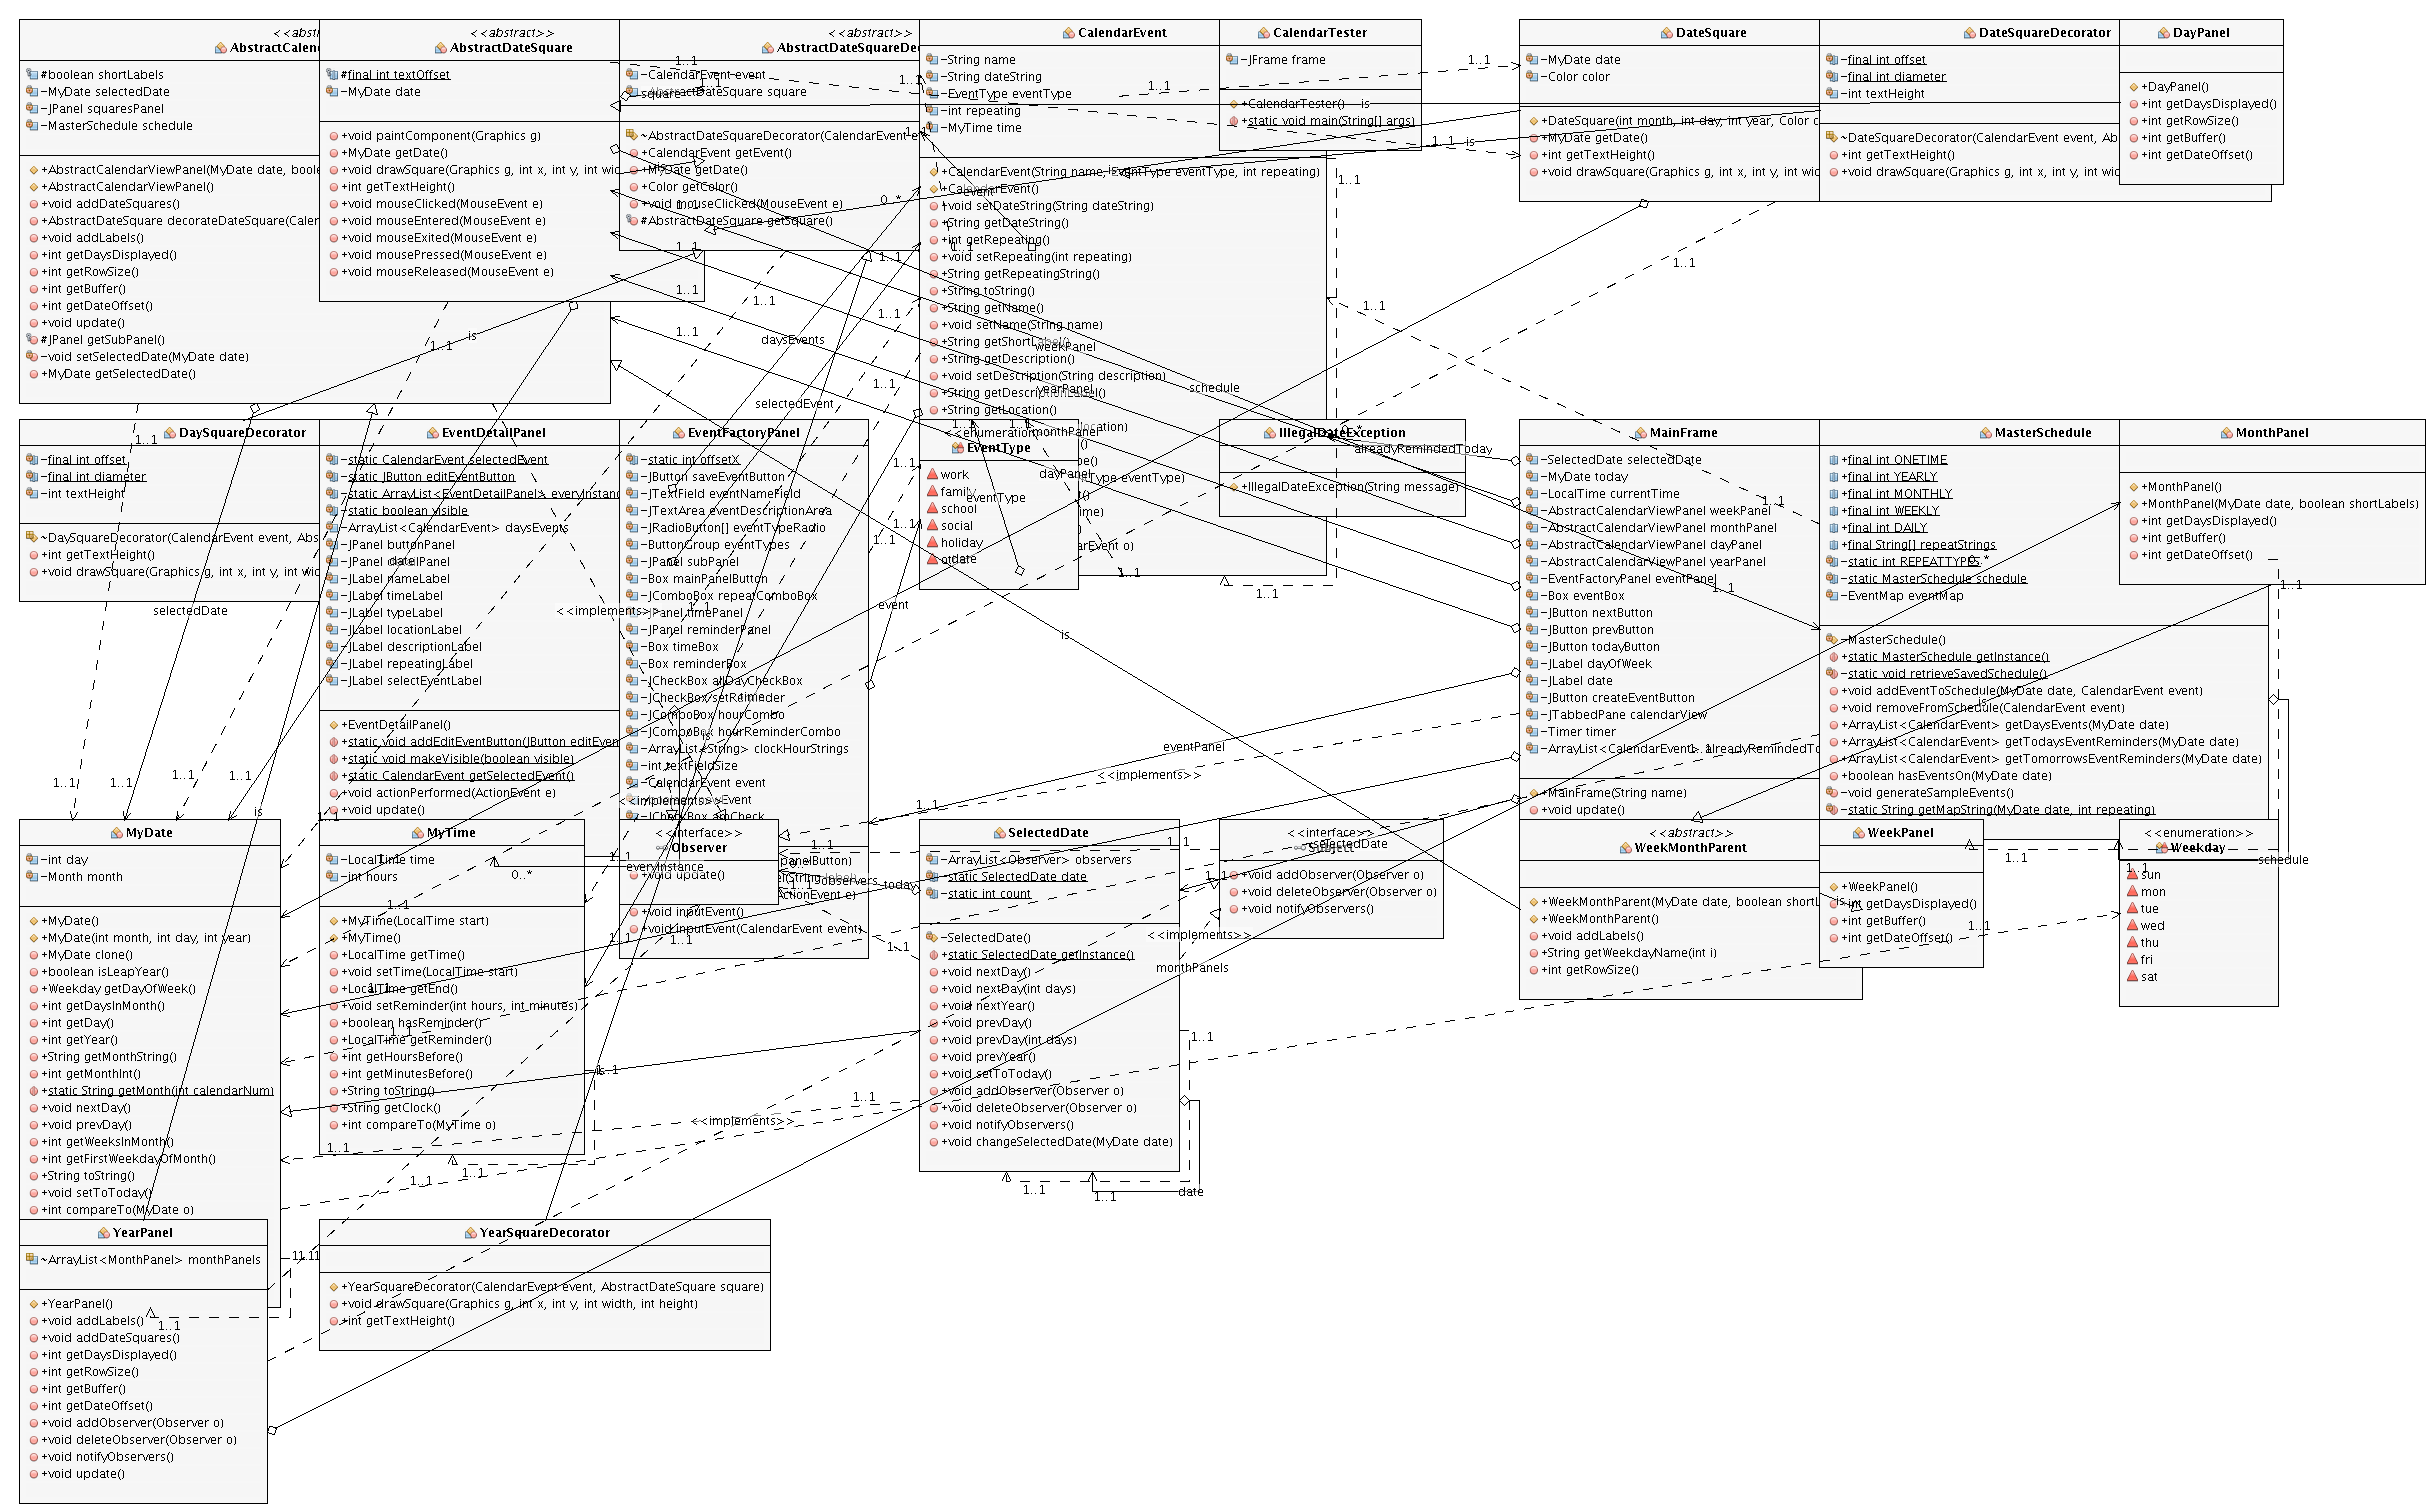 <<abstr
AbstractCalen
#boolean shortLabels
-MyDate selectedDate
-JPanel squaresPanel
-MasterSchedule schedule
+AbstractCalendarViewPanel(MyDate date, boole
+AbstractCalendarViewPanel()
+void addDateSquares()
+AbstractDateSquare decorateDateSquare(Caler
+void addLabels()
+int getDaysDisplayed()
+int getRowSize()
+int getBuffer()
+int getDateOffset()
+void update()
#JPanel getSubPanel()
-void setSelectedDate(MyDate date)
+MyDate getSelectedDate()
<<abstract>>
AbstractDateSquare
#final int textOffset
-MyDate date
+void paintComponent(Graphics g)
+MyDate getDate()
+void drawSquare(Graphics g, int x, int y, int wid
+int getTextHeight()
+void mouseClicked(MouseEvent e)
+void mouseEntered(MouseEvent e)
+void mouseExited(MouseEvent e)
+void mousePressed(MouseEvent e)
+void mouseReleased(MouseEvent e)
<<abstract>>
AbstractDateSquareDec
-CalendarEvent event
-AbstractDateSquare square
~AbstractDateSquareDecorator(CalendarEvent e
+CalendarEvent getEvent()
+MyDate getDate()
+Color getColor()
+void mouseClicked(MouseEvent e)
#AbstractDateSquare getSquare()
CalendarEvent
-String name
-String dateString
-EventType eventType
-int repeating
-MyTime time
+CalendarEvent(String name, EventType eventType, int repeating)
+CalendarEvent()
+void setDateString(String dateString)
+String getDateString()
+int getRepeating()
+void setRepeating(int repeating)
+String getRepeatingString()
+String toString()
+String getName()
+void setName(String name)
+String getShortLabel()
+String getDescription()
+void setDescription(String description)
+String getDescriptionLabel()
+String getLocation()
CalendarTester
-JFrame frame
+CalendarTester()
+static void main(String[] args)
DateSquare
-MyDate date
-Color color
+DateSquare(int month, int day, int year, Color c
+MyDate getDate()
+int getTextHeight()
+void drawSquare(Graphics g, int x, int y, int wid
DateSquareDecorator
-final int offset
-final int diameter
-int textHeight
~DateSquareDecorator(CalendarEvent event, Ab
+int getTextHeight()
+void drawSquare(Graphics g, int x, int y, int wid
DayPanel
+DayPanel()
+int getDaysDisplayed()
+int getRowSize()
+int getBuffer()
+int getDateOffset()
DaySquareDecorator
-final int offset
-final int diameter
-int textHeight
~DaySquareDecorator(CalendarEvent event, Abs
+int getTextHeight()
+void drawSquare(Graphics g, int x, int y, int wid
EventDetailPanel
-static CalendarEvent selectedEvent
-static JButton editEventButton
-static ArrayList<EventDetailPanel> everyInstanc
-static boolean visible
-ArrayList<CalendarEvent> daysEvents
-JPanel buttonPanel
-JPanel detailPanel
-JLabel nameLabel
-JLabel timeLabel
-JLabel typeLabel
-JLabel locationLabel
-JLabel descriptionLabel
-JLabel repeatingLabel
-JLabel selectEventLabel
+EventDetailPanel()
+static void addEditEventButton(JButton editEven
+static void makeVisible(boolean visible)
+static CalendarEvent getSelectedEvent()
+void actionPerformed(ActionEvent e)
+void update()
EventFactoryPanel
-static int offsetX
-JButton saveEventButton
-JTextField eventNameField
-JTextArea eventDescriptionArea
-JRadioButton[] eventTypeRadio
-ButtonGroup eventTypes
-JPanel subPanel
-Box mainPanelButton
-JComboBox repeatComboBox
-JPanel timePanel
-JPanel reminderPanel
-Box timeBox
-Box reminderBox
-JCheckBox allDayCheckBox
-JCheckBox setReminder
-JComboBox hourCombo
-JComboBox hourReminderCombo
-ArrayList<String> clockHourStrings
-int textFieldSize
-CalendarEvent event
-JCheckBox amCheck
+void inputEvent()
+void inputEvent(CalendarEvent event)
<<enumeration>>
EventType
work
family
school
social
holiday
otdate
IllegalDateException
+IllegalDateException(String message)
MainFrame
-SelectedDate selectedDate
-MyDate today
-LocalTime currentTime
-AbstractCalendarViewPanel weekPanel
-AbstractCalendarViewPanel monthPanel
-AbstractCalendarViewPanel dayPanel
-AbstractCalendarViewPanel yearPanel
-EventFactoryPanel eventPanel
-Box eventBox
-JButton nextButton
-JButton prevButton
-JButton todayButton
-JLabel dayOfWeek
-JLabel date
-JButton createEventButton
-JTabbedPane calendarView
-Timer timer
-ArrayList<CalendarEvent> alreadyRemindedTo
+MainFrame(String name)
+void update()
MasterSchedule
+final int ONETIME
+final int YEARLY
+final int MONTHLY
+final int WEEKLY
+final int DAILY
+final String[] repeatStrings
-static int REPEATTYPES
-static MasterSchedule schedule
-EventMap eventMap
-MasterSchedule()
+static MasterSchedule getInstance()
-static void retrieveSavedSchedule()
+void addEventToSchedule(MyDate date, CalendarEvent event)
+void removeFromSchedule(CalendarEvent event)
+ArrayList<CalendarEvent> getDaysEvents(MyDate date)
+ArrayList<CalendarEvent> getTodaysEventReminders(MyDate date)
+ArrayList<CalendarEvent> getTomorrowsEventReminders(MyDate date)
+boolean hasEventsOn(MyDate date)
-void generateSampleEvents()
-static String getMapString(MyDate date, int repeating)
MonthPanel
+MonthPanel()
+MonthPanel(MyDate date, boolean shortLabels)
+int getDaysDisplayed()
+int getBuffer()
+int getDateOffset()
MyDate
-int day
-Month month
+MyDate()
+MyDate(int month, int day, int year)
+MyDate clone()
+boolean isLeapYear()
+Weekday getDayOfWeek()
+int getDaysInMonth()
+int getDay()
+int getYear()
+String getMonthString()
+int getMonthInt()
+static String getMonth(int calendarNum)
+void nextDay()
+void prevDay()
+int getWeeksInMonth()
+int getFirstWeekdayOfMonth()
+String toString()
+void setToToday()
+int compareTo(MyDate o)
MyTime
-LocalTime time
-int hours
+MyTime(LocalTime start)
+MyTime()
+LocalTime getTime()
+void setTime(LocalTime start)
+LocalTime getEnd()
+void setReminder(int hours, int minutes)
+boolean hasReminder()
+LocalTime getReminder()
+int getHoursBefore()
+int getMinutesBefore()
+String toString()
+String getClock()
+int compareTo(MyTime o)
<<interface>>
Observer
+void update()
SelectedDate
-ArrayList<Observer> observers
-static SelectedDate date
-static int count
-SelectedDate()
+static SelectedDate getInstance()
+void nextDay()
+void nextDay(int days)
+void nextYear()
+void prevDay()
+void prevDay(int days)
+void prevYear()
+void setToToday()
+void addObserver(Observer o)
+void deleteObserver(Observer o)
+void notifyObservers()
+void changeSelectedDate(MyDate date)
<<interface>>
Subject
+void addObserver(Observer o)
+void deleteObserver(Observer o)
+void notifyObservers()
<<abstract>>
WeekMonthParent
+WeekMonthParent(MyDate date, boolean shortL
+WeekMonthParent()
+void addLabels()
+String getWeekdayName(int i)
+int getRowSize()
WeekPanel
+WeekPanel()
+int getDaysDisplayed()
+int getBuffer()
+int getDateOffset()
<<enumeration>>
Weekday
sun
mon
tue
wed
thu
fri
sat
YearPanel
~ArrayList<MonthPanel> monthPanels
+YearPanel()
+void addLabels()
+void addDateSquares()
+int getDaysDisplayed()
+int getRowSize()
+int getBuffer()
+int getDateOffset()
+void addObserver(Observer o)
+void deleteObserver(Observer o)
+void notifyObservers()
+void update()
YearSquareDecorator
+YearSquareDecorator(CalendarEvent event, AbstractDateSquare square)
+void drawSquare(Graphics g, int x, int y, int width, int height)
+int getTextHeight()
square
event
daysEvents
selectedEvent
weekPanel
yearPanel
monthPanel
dayPanel
eventType
schedule
alreadyRemindedToday
selectedDate
<<implements>>
eventPanel
everyInstance
observers
today
monthPanels
date
is
1..1
0..*